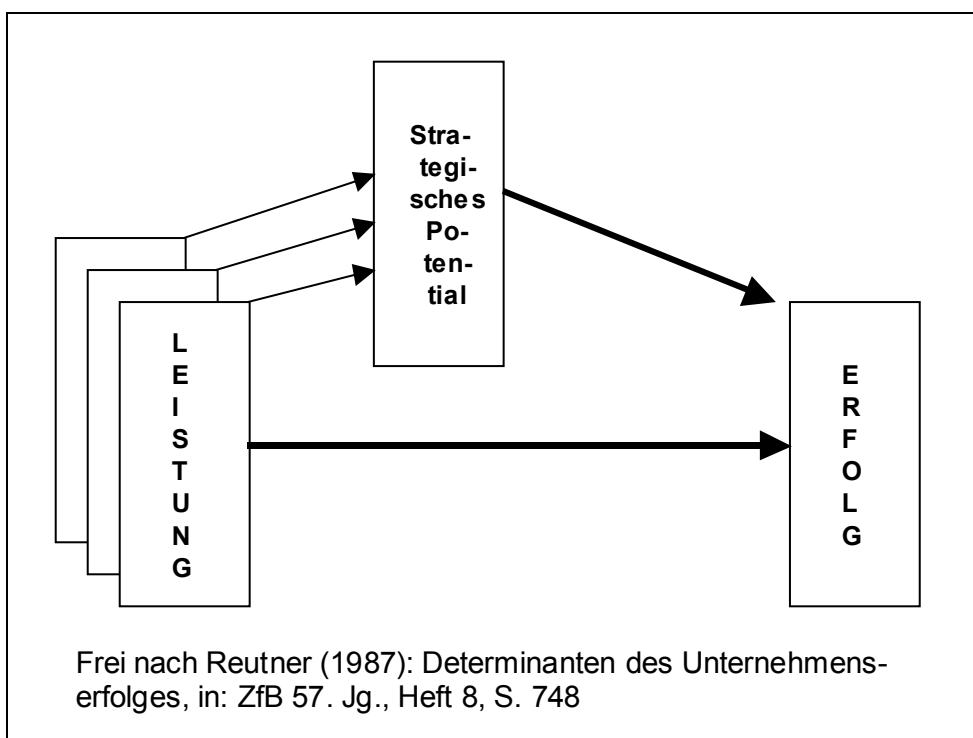 Stra-
tegi-
sches
Po-
ten-
tial
L
E
I
S
T
U
N
G
E
R
F
O
L
G
Frei nach Reutner (1987): Determinanten des Unternehmens-
erfolges, in: ZfB 57. Jg., Heft 8, S. 748